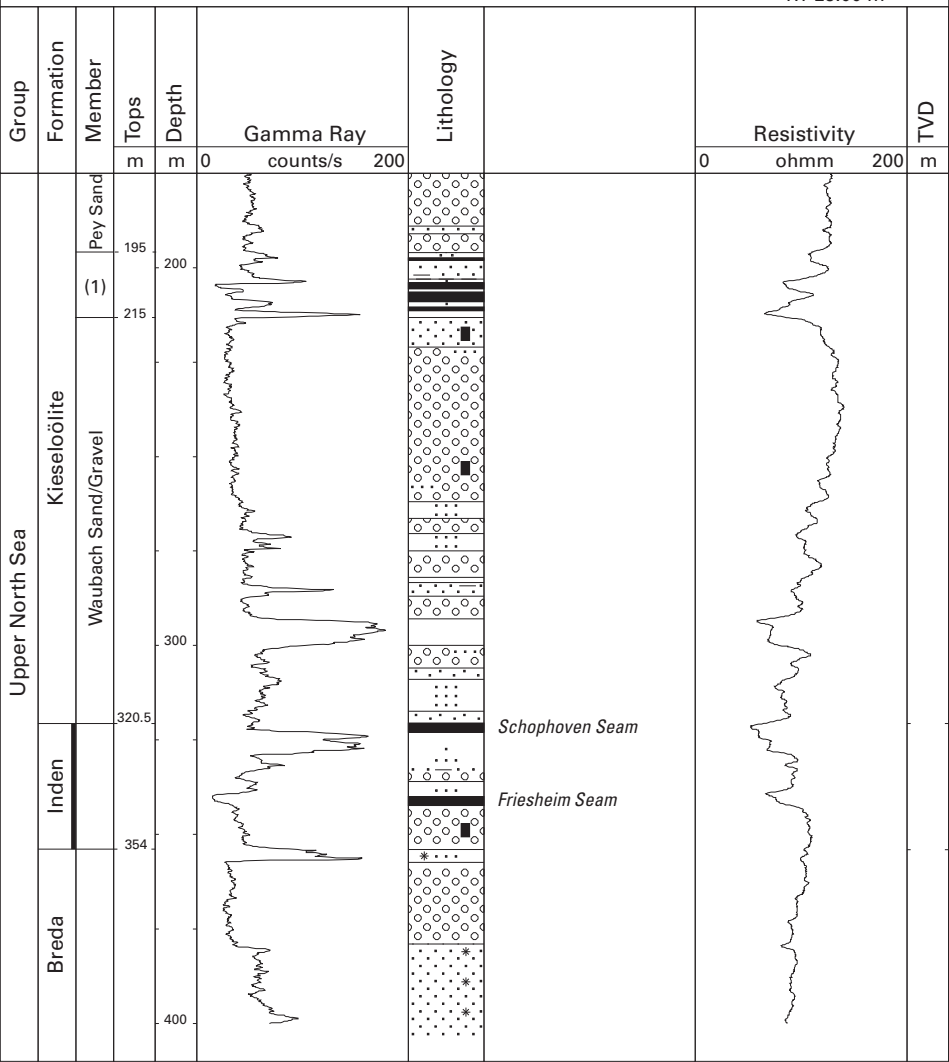 Group
Formation
Member
Tops
Depth
Gamma Ray
Lithology
Resistivity
TVD
m
m
0 counts/s 200
0 ohmm 200
m
Upper North Sea
Kieseloölite
Inden
Breda
Pey Sand
(1)
Waubach Sand/Gravel
195
215
320.5
354
200
300
400
Schophoven Seam
Friesheim Seam